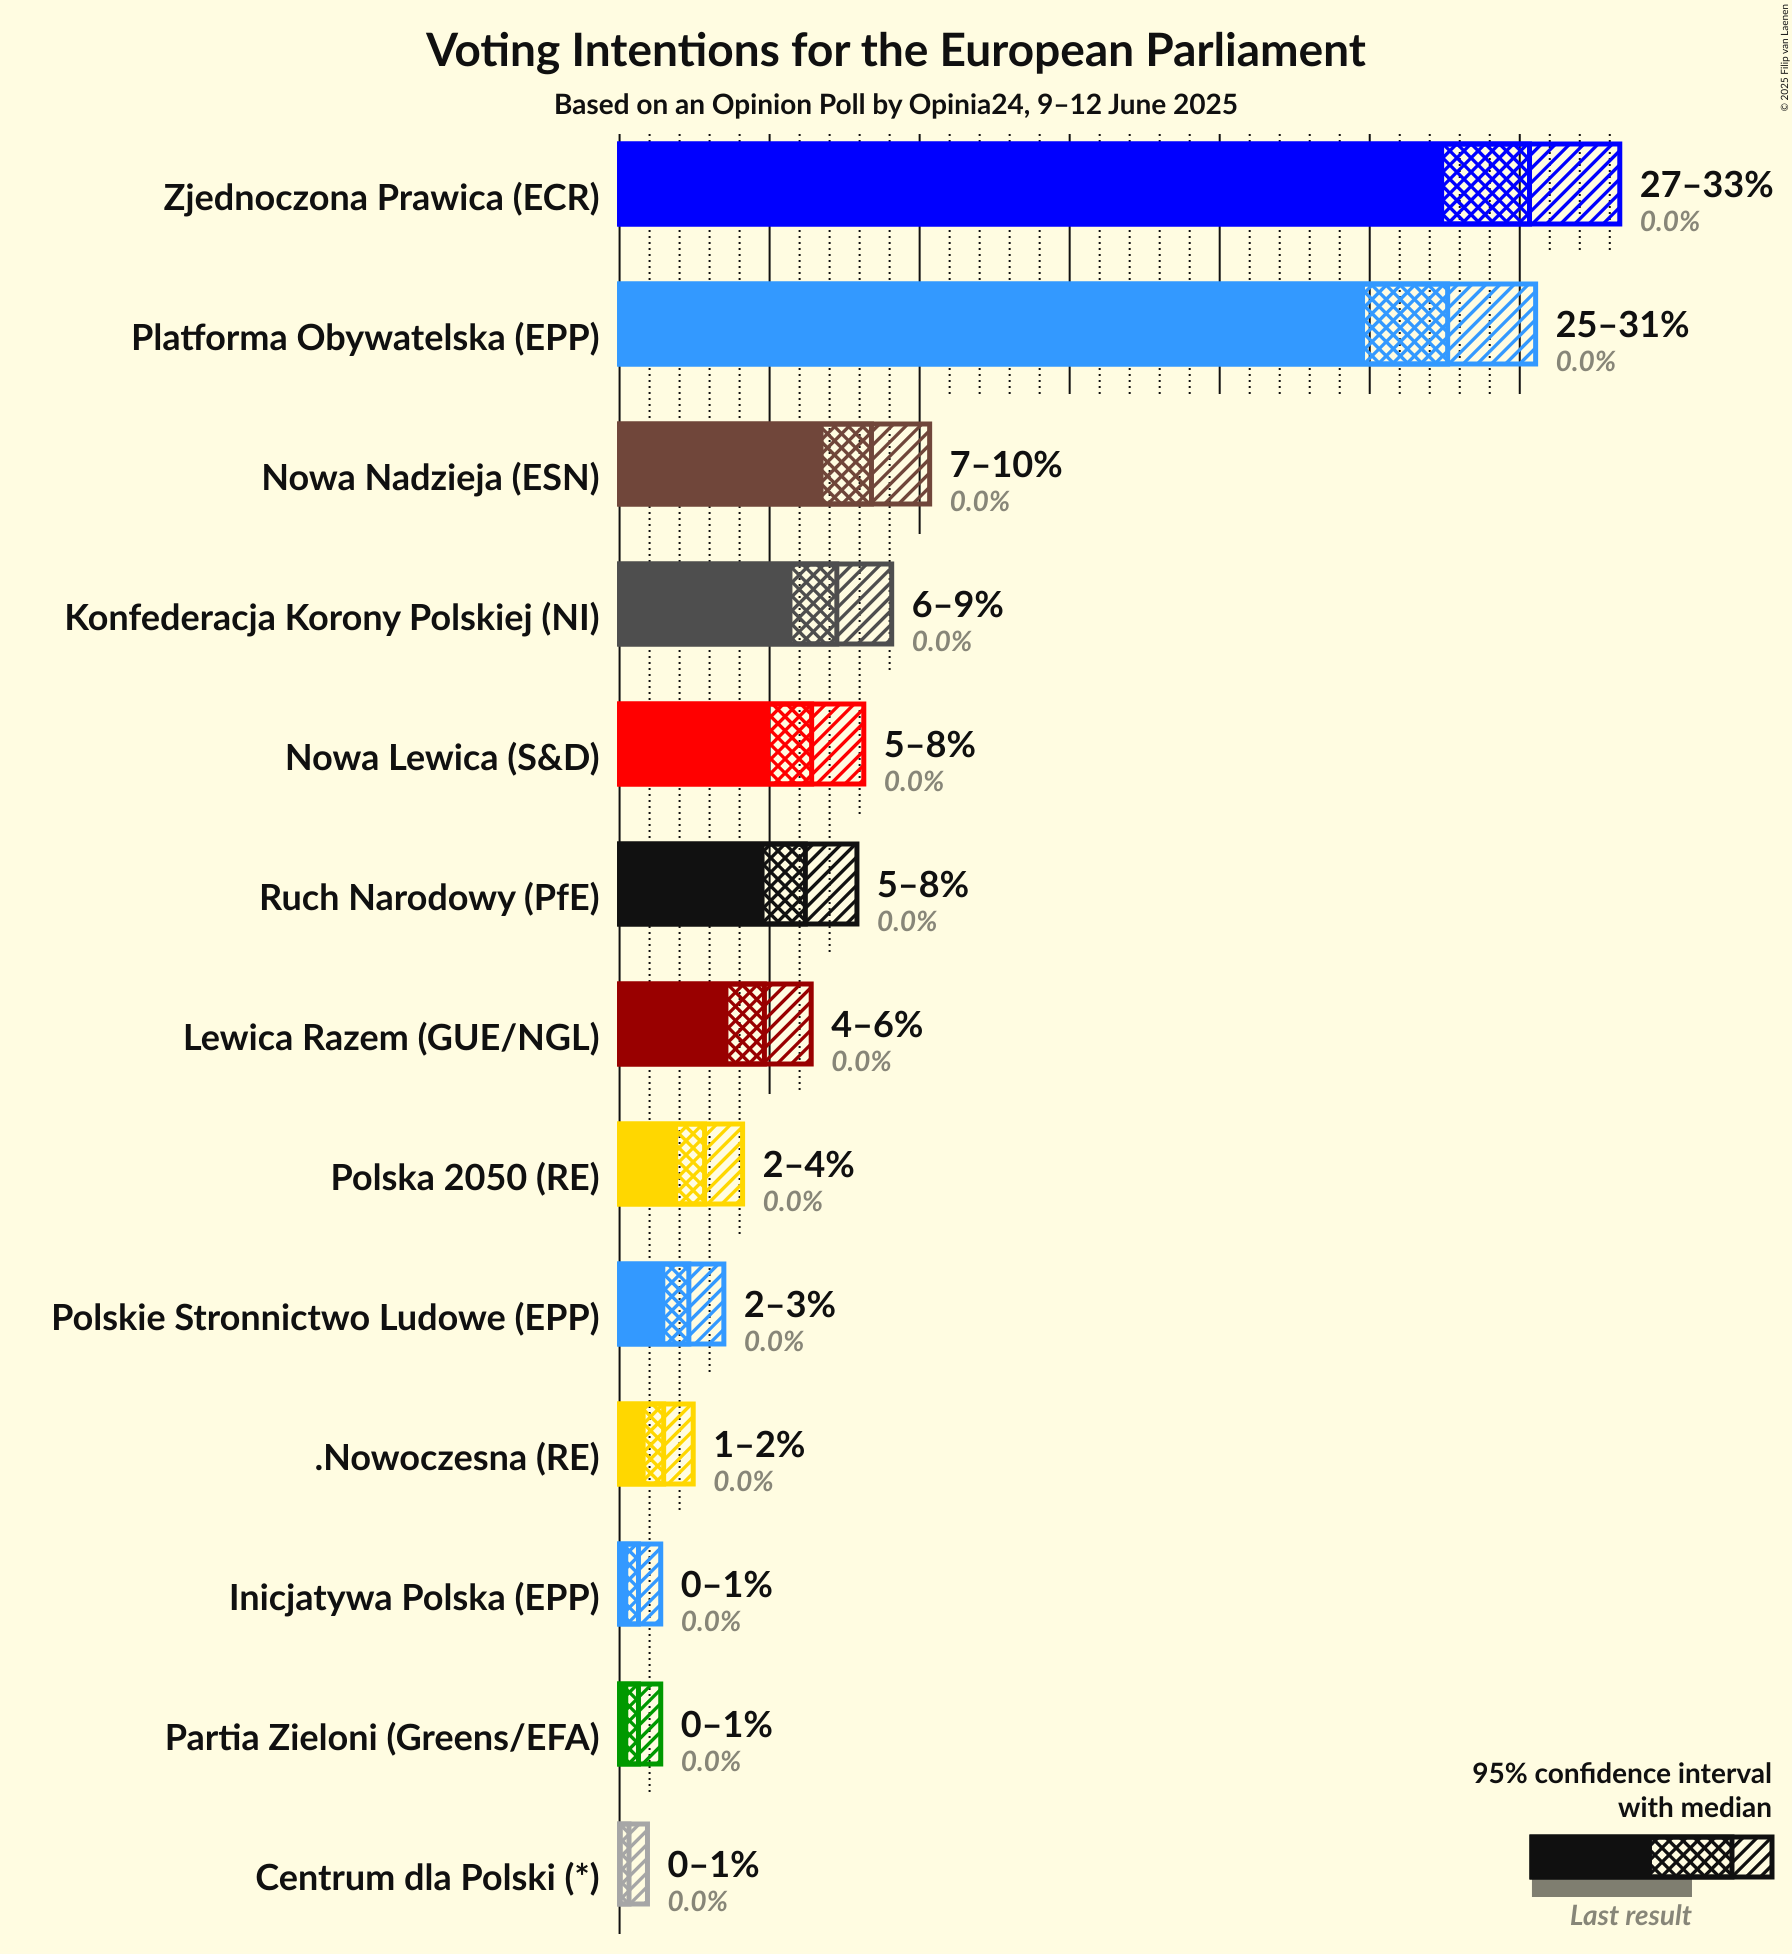 Voting Intentions for the European Parliament
Based on an Opinion Poll by Opinia24, 9–12 June 2025
© 2025 Filip van Laenen
Zjednoczona Prawica (ECR)
27–33%
0.0%
Platforma Obywatelska (EPP)
25–31%
0.0%
Nowa Nadzieja (ESN)
7–10%
0.0%
Konfederacja Korony Polskiej (NI)
6–9%
0.0%
Nowa Lewica (S&D)
5–8%
0.0%
Ruch Narodowy (PfE)
5–8%
0.0%
Lewica Razem (GUE/NGL)
4–6%
0.0%
Polska 2050 (RE)
2–4%
0.0%
Polskie Stronnictwo Ludowe (EPP)
2–3%
0.0%
.Nowoczesna (RE)
1–2%
0.0%
Inicjatywa Polska (EPP)
0–1%
0.0%
Partia Zieloni (Greens/EFA)
0–1%
0.0%
Centrum dla Polski (*)
0–1%
0.0%
95% confidence interval
with median
Last result